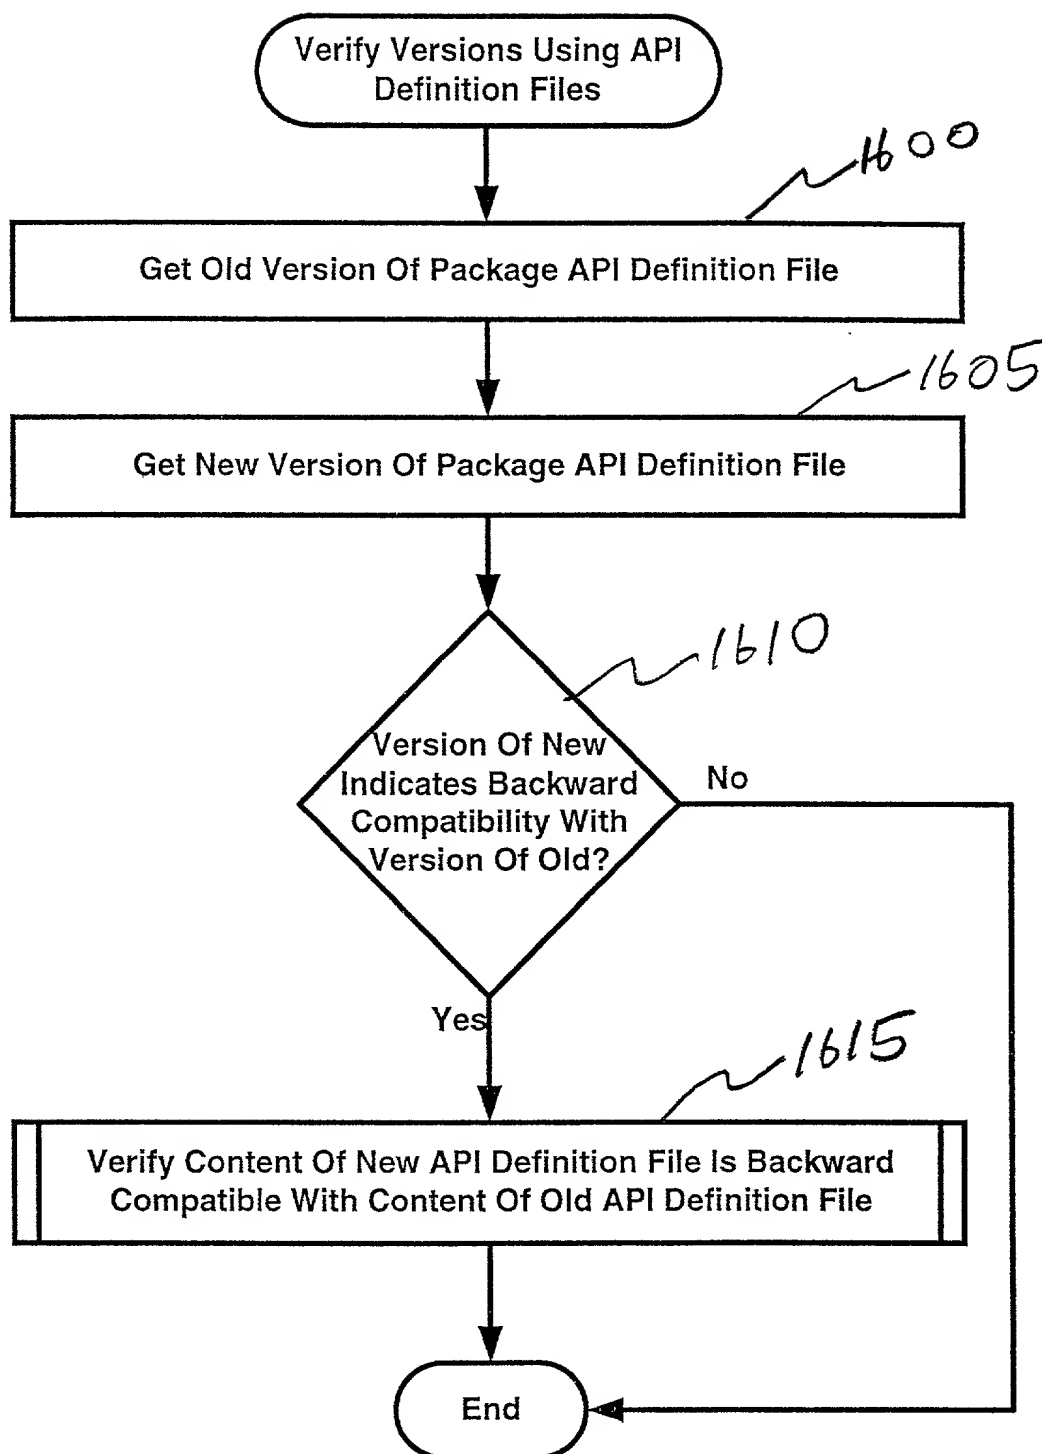 Verify Versions Using API
Definition Files
1600
Get Old Version Of Package API Definition File
1605
Get New Version Of Package API Definition File
1610
Version Of New
Indicates Backward
Compatibility With
Version Of Old?
No
Yes
1615
Verify Content Of New API Definition File Is Backward
Compatible With Content Of Old API Definition File
End